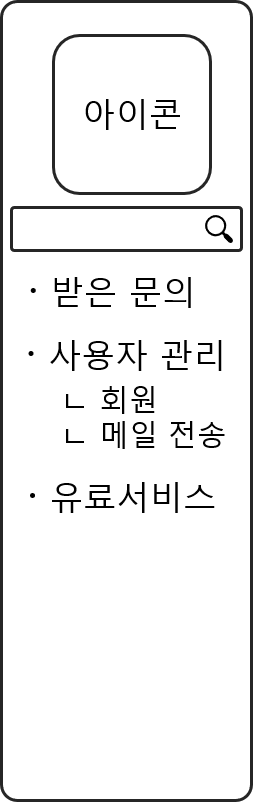 아이콘
· 받은 문의
· 사용자 관리
ㄴ 회원
ㄴ 메일 전송
· 유료서비스